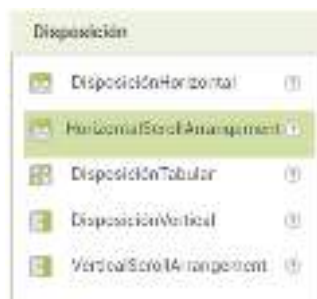 Disposición
DisposiciónHorizontal
HorizontalScrollArrangement
DisposiciónTabular
DisposiciónVertical
VerticalScrollArrangement